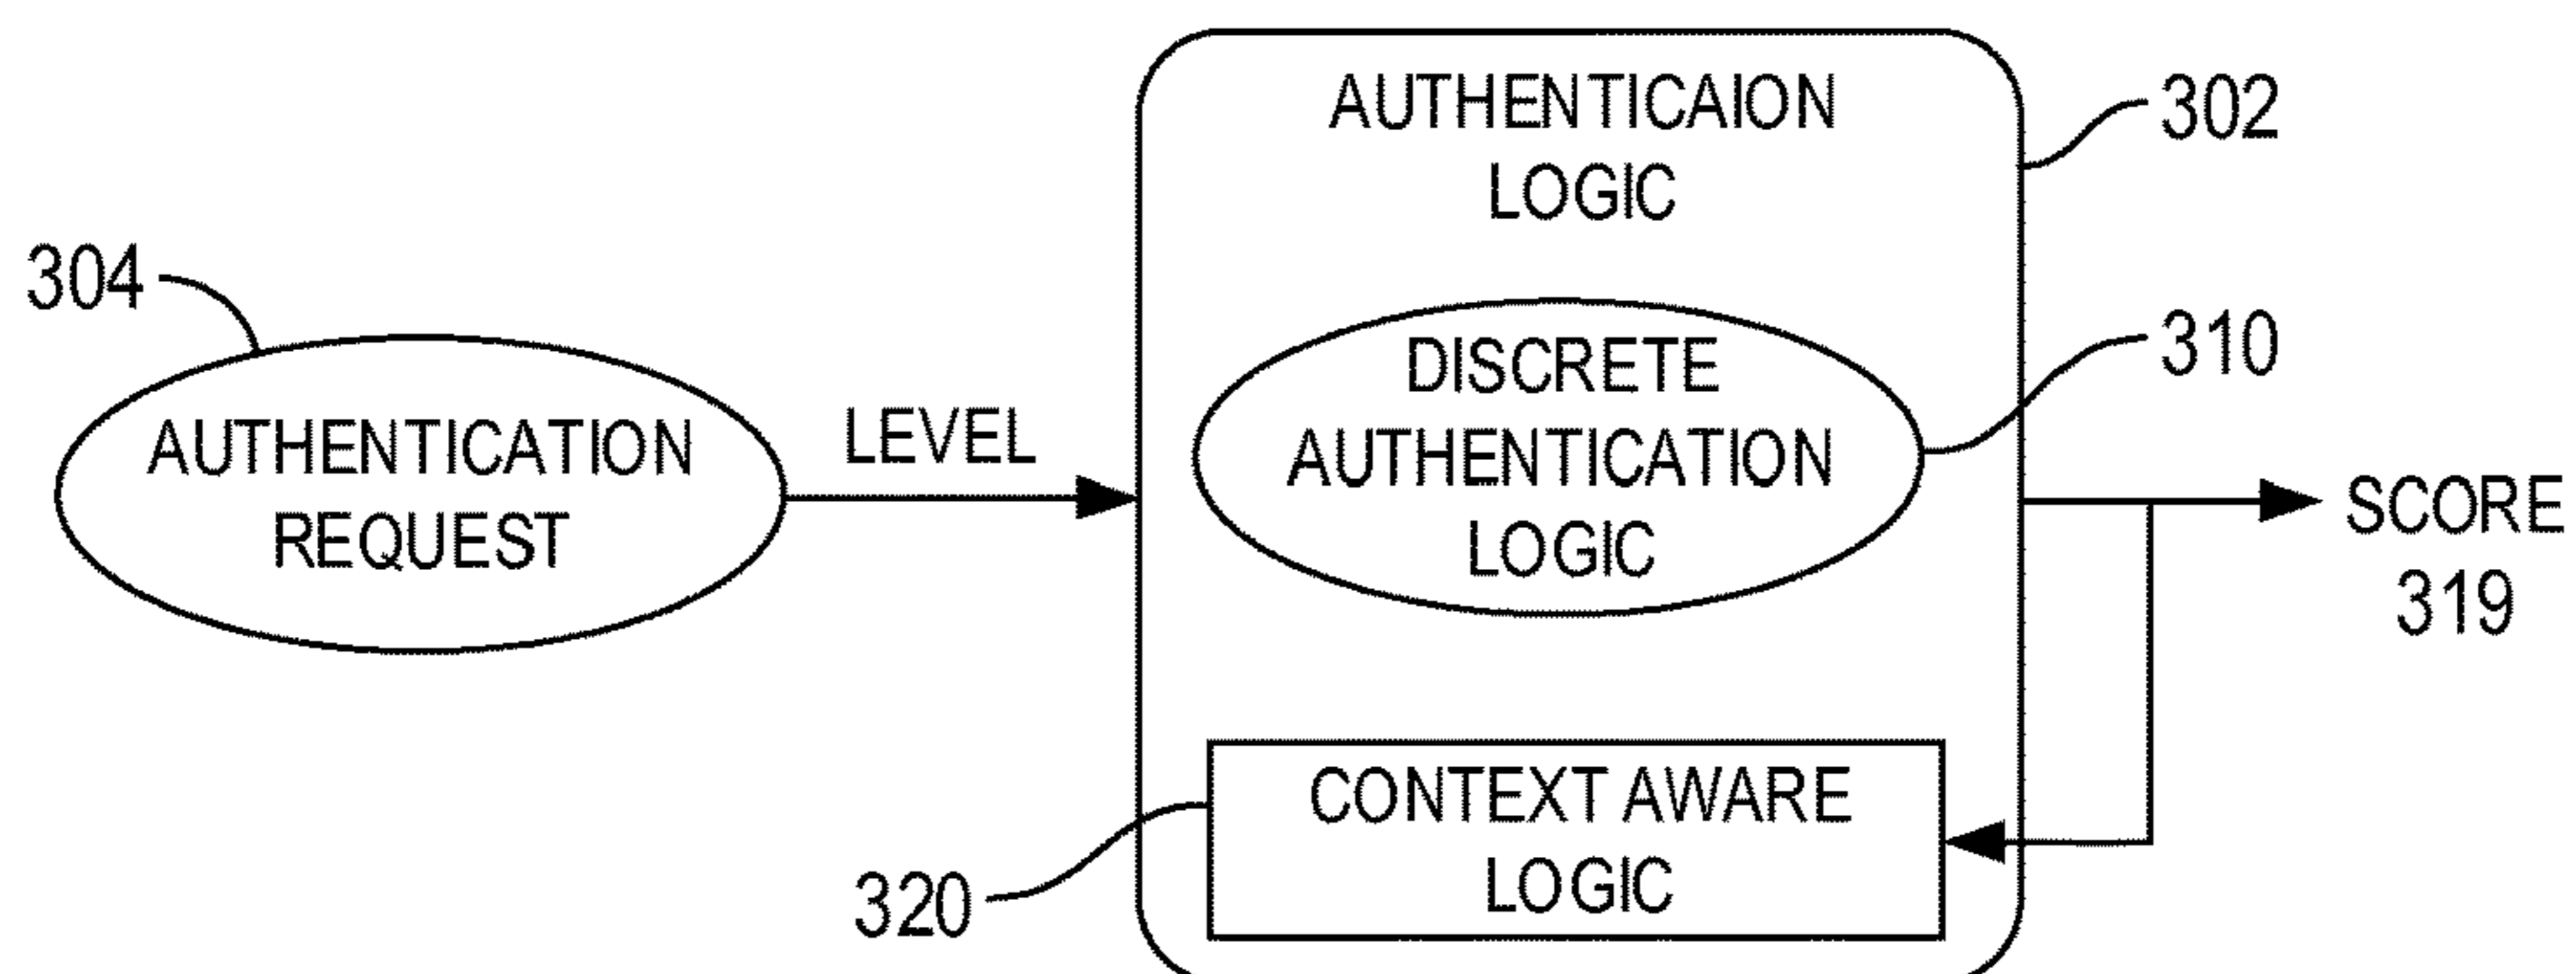 AUTHENTICAION
LOGIC
302
304
AUTHENTICATION
REQUEST
LEVEL
DISCRETE
AUTHENTICATION
LOGIC
310
SCORE
319
CONTEXT AWARE
LOGIC
320